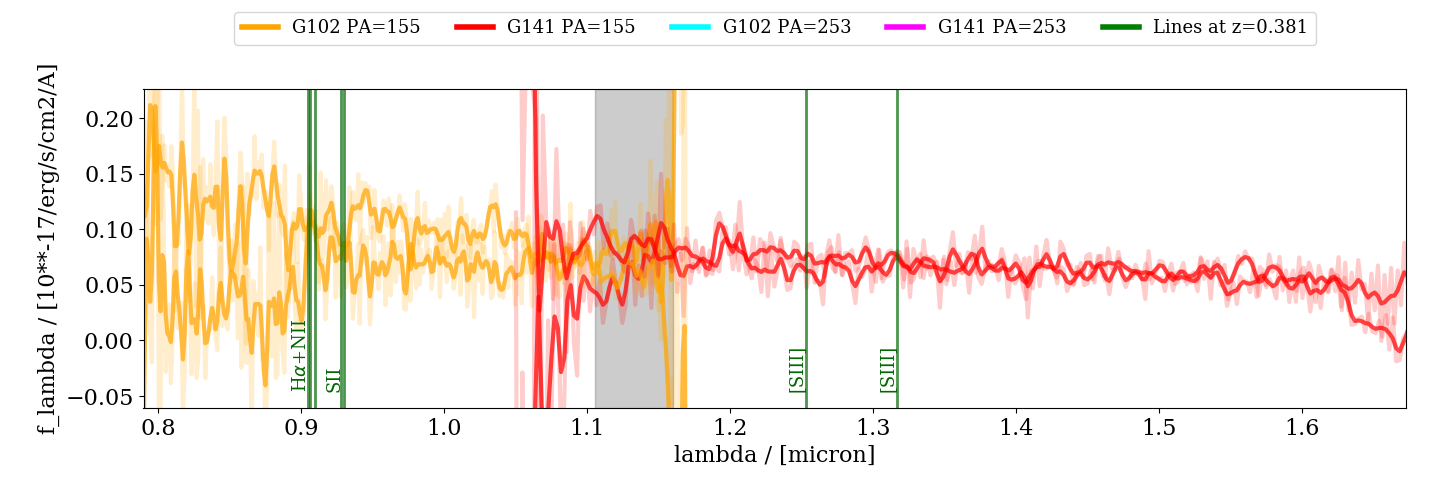 G102 PA=155 G141 PA=155 G102 PA=253 G141 PA=253 Lines at z=0.381
f_lambda / [10**-17/erg/s/cm2/A]
0.20
0.15
0.10
0.05
0.00
−0.05
Hα+NII
SII
[SIII]
[SIII]
0.8 0.9 1.0 1.1 1.2 1.3 1.4 1.5 1.6
lambda / [micron]